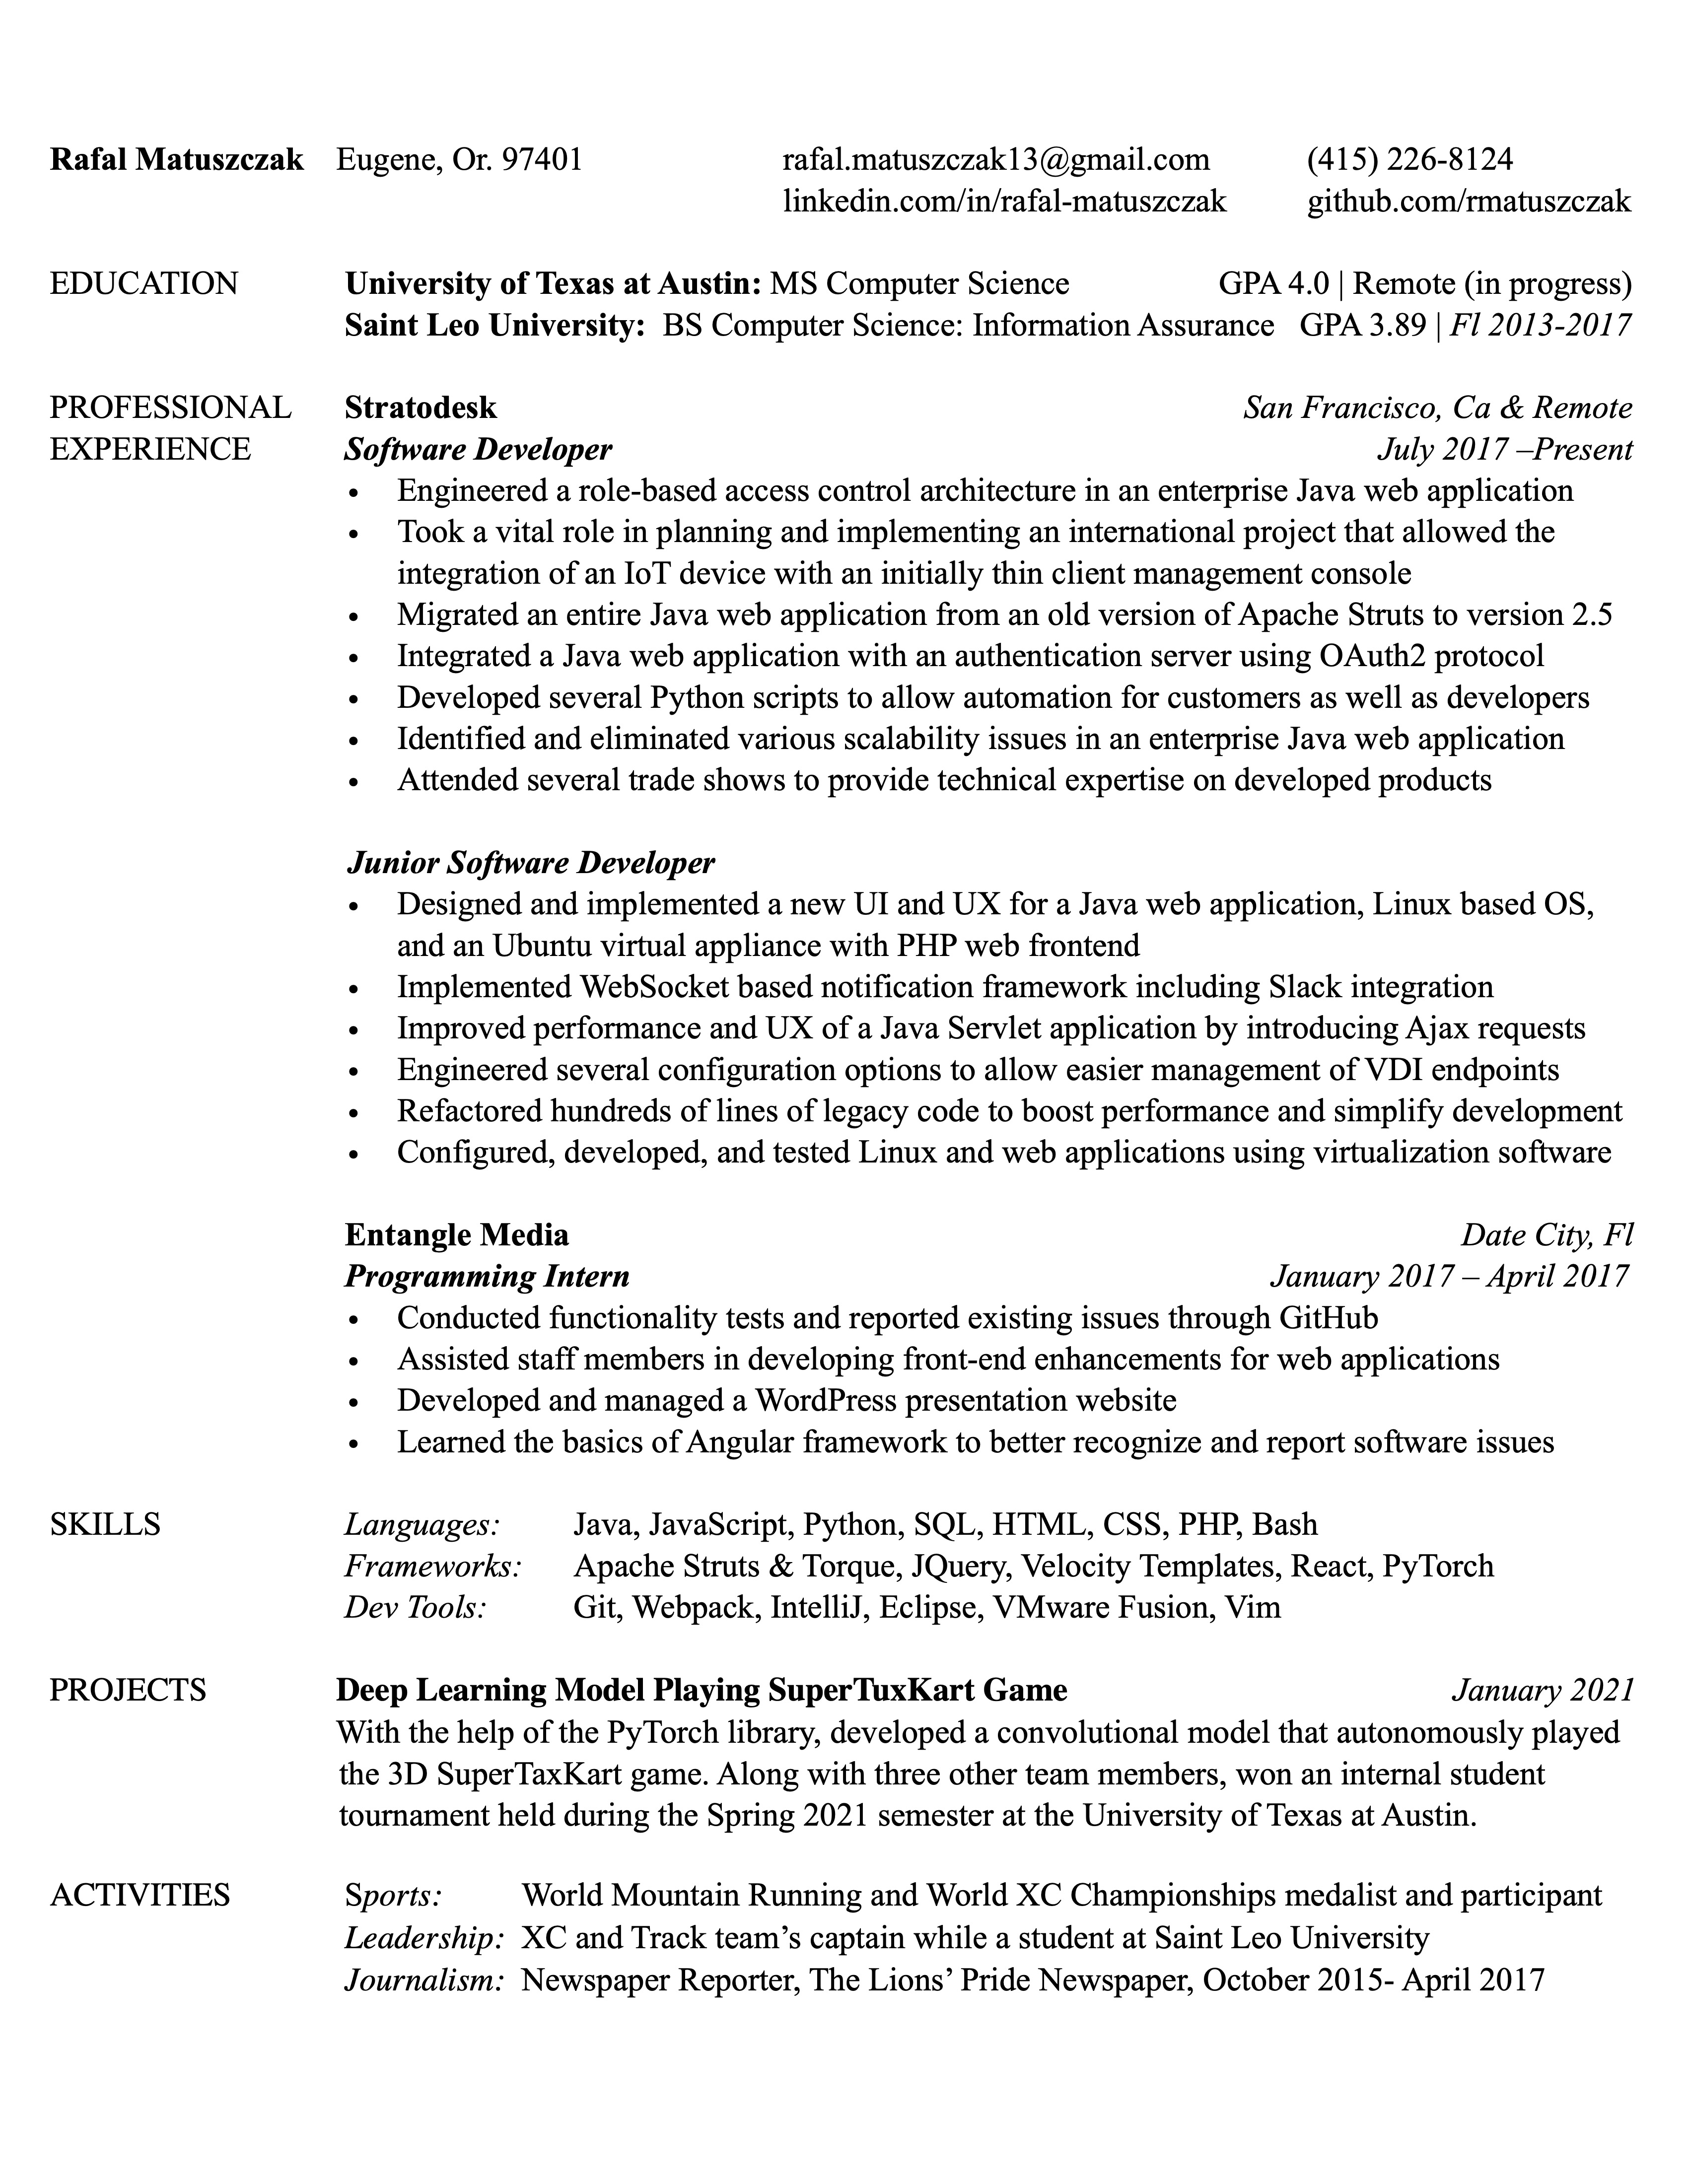 Rafal Matuszczak Eugene, Or. 97401 rafal.matuszczak13@gmail.com (415) 226-8124
linkedin.com/in/rafal-matuszczak github.com/rmatuszczak
EDUCATION University of Texas at Austin: MS Computer Science GPA 4.0 | Remote (in progress)
Saint Leo University: BS Computer Science: Information Assurance GPA 3.89 | Fl 2013-2017
PROFESSIONAL Stratodesk San Francisco, Ca & Remote
EXPERIENCE Software Developer July 2017 –Present
• Engineered a role-based access control architecture in an enterprise Java web application
• Took a vital role in planning and implementing an international project that allowed the
integration of an IoT device with an initially thin client management console
• Migrated an entire Java web application from an old version of Apache Struts to version 2.5
• Integrated a Java web application with an authentication server using OAuth2 protocol
• Developed several Python scripts to allow automation for customers as well as developers
• Identified and eliminated various scalability issues in an enterprise Java web application
• Attended several trade shows to provide technical expertise on developed products
Junior Software Developer
• Designed and implemented a new UI and UX for a Java web application, Linux based OS,
and an Ubuntu virtual appliance with PHP web frontend
• Implemented WebSocket based notification framework including Slack integration
• Improved performance and UX of a Java Servlet application by introducing Ajax requests
• Engineered several configuration options to allow easier management of VDI endpoints
• Refactored hundreds of lines of legacy code to boost performance and simplify development
• Configured, developed, and tested Linux and web applications using virtualization software
Entangle Media Date City, Fl
Programming Intern January 2017 – April 2017
• Conducted functionality tests and reported existing issues through GitHub
• Assisted staff members in developing front-end enhancements for web applications
• Developed and managed a WordPress presentation website
• Learned the basics of Angular framework to better recognize and report software issues
SKILLS Languages: Java, JavaScript, Python, SQL, HTML, CSS, PHP, Bash
Frameworks: Apache Struts & Torque, JQuery, Velocity Templates, React, PyTorch
Dev Tools: Git, Webpack, IntelliJ, Eclipse, VMware Fusion, Vim
PROJECTS Deep Learning Model Playing SuperTuxKart Game January 2021
With the help of the PyTorch library, developed a convolutional model that autonomously played
the 3D SuperTaxKart game. Along with three other team members, won an internal student
tournament held during the Spring 2021 semester at the University of Texas at Austin.
ACTIVITIES Sports: World Mountain Running and World XC Championships medalist and participant
Leadership: XC and Track team’s captain while a student at Saint Leo University
Journalism: Newspaper Reporter, The Lions’ Pride Newspaper, October 2015- April 2017